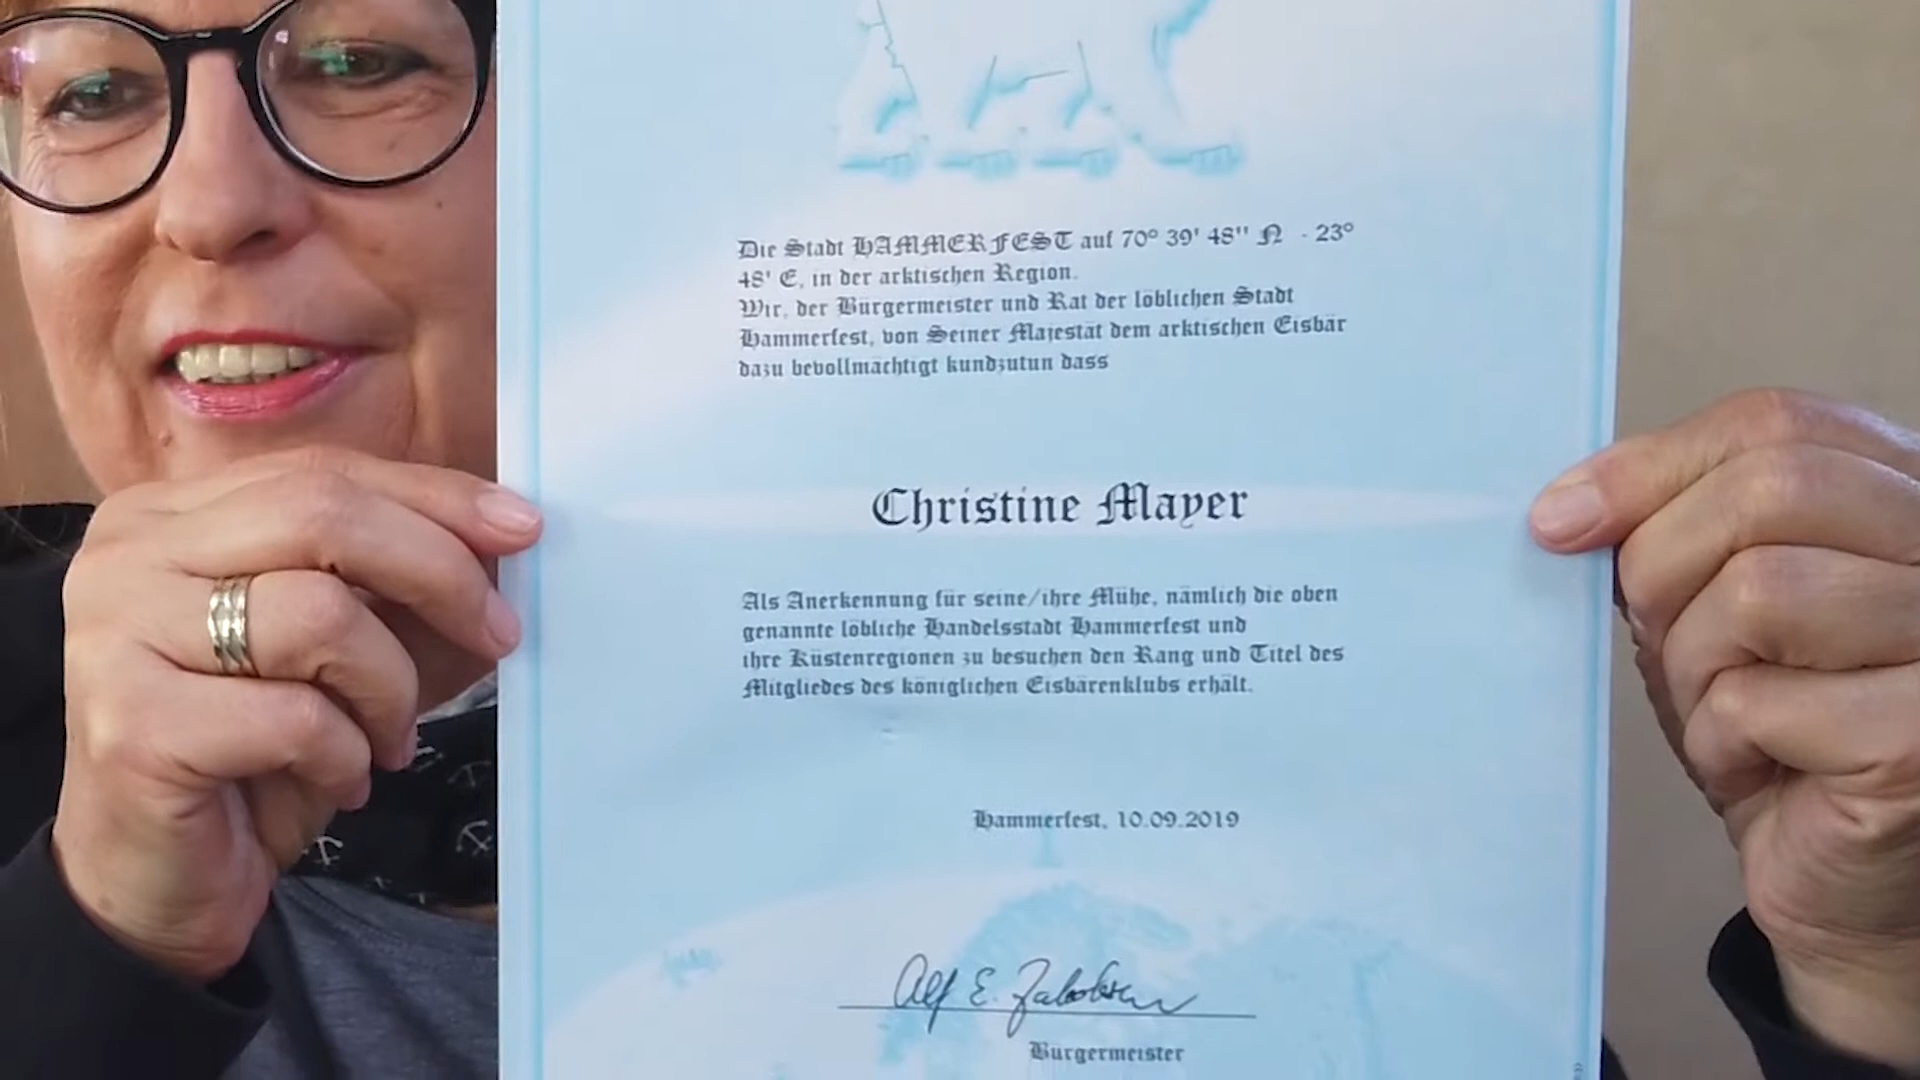 Die Stadt HAMMERFEST auf 70° 39' 48'' N - 23°
48' E, in der arktischen Region.
Wir, der Bürgermeister und Rat der löblichen Stadt
Hammerfest, von Seiner Majestät dem arktischen Eisbär
dazu bevollmächtigt kundzutun dass
Christine Mayer
Als Anerkennung für seine/ihre Mühe, nämlich die oben
genannte löbliche Handelsstadt Hammerfest und
ihre Küstenregionen zu besuchen den Rang und Titel des
Mitgliedes des königlichen Eisbärenklubs erhält.
Hammerfest, 10.09.2019
Alf E. Jakobsen
Bürgermeister